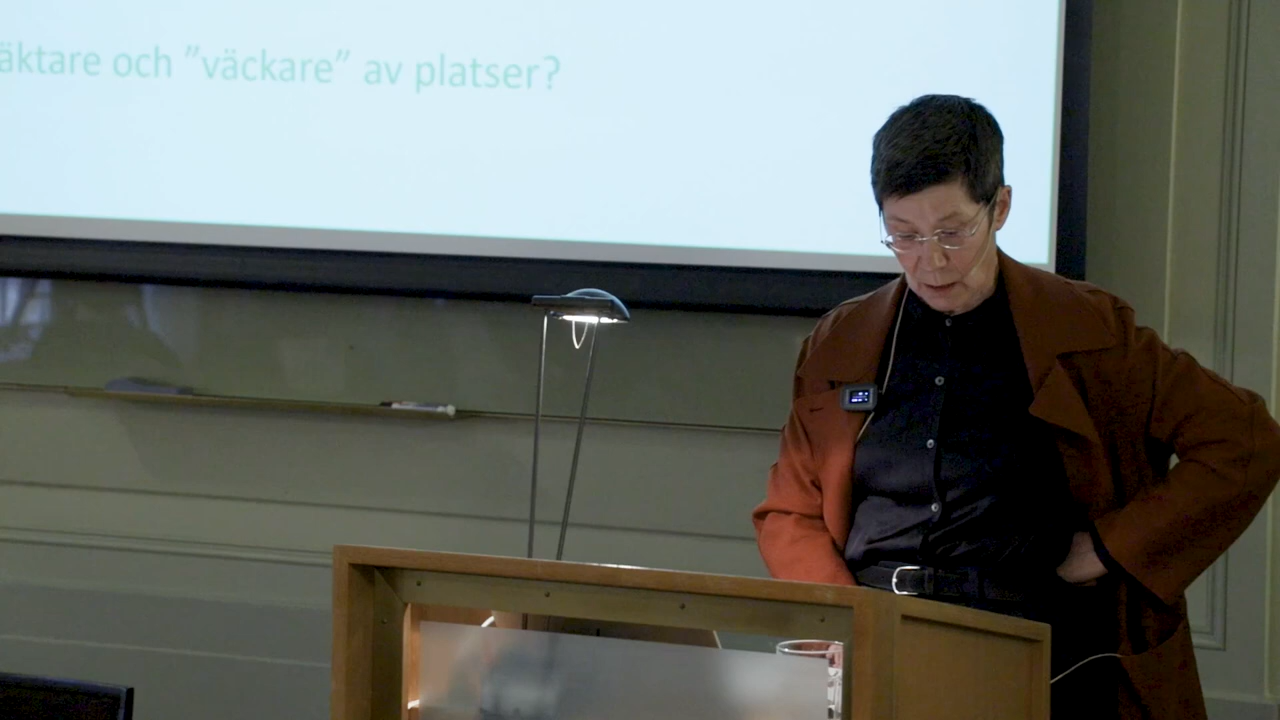 äktare och ”väckare” av platser?